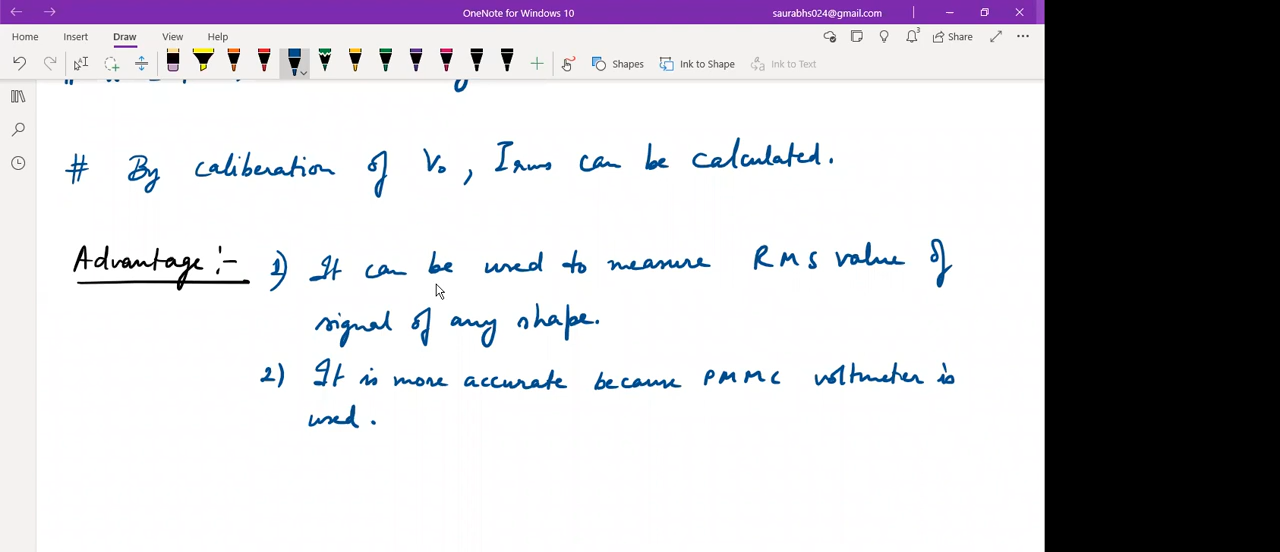 OneNote for Windows 10
saurabhs024@gmail.com
Home Insert Draw View Help
Share
Shapes Ink to Shape Ink to Text
# By caliberation of Vo, Irms can be calculated.
Advantage :- 1) It can be used to measure RMS value of
signal of any shape.
2) It is more accurate because PMMC voltmeter is
used.